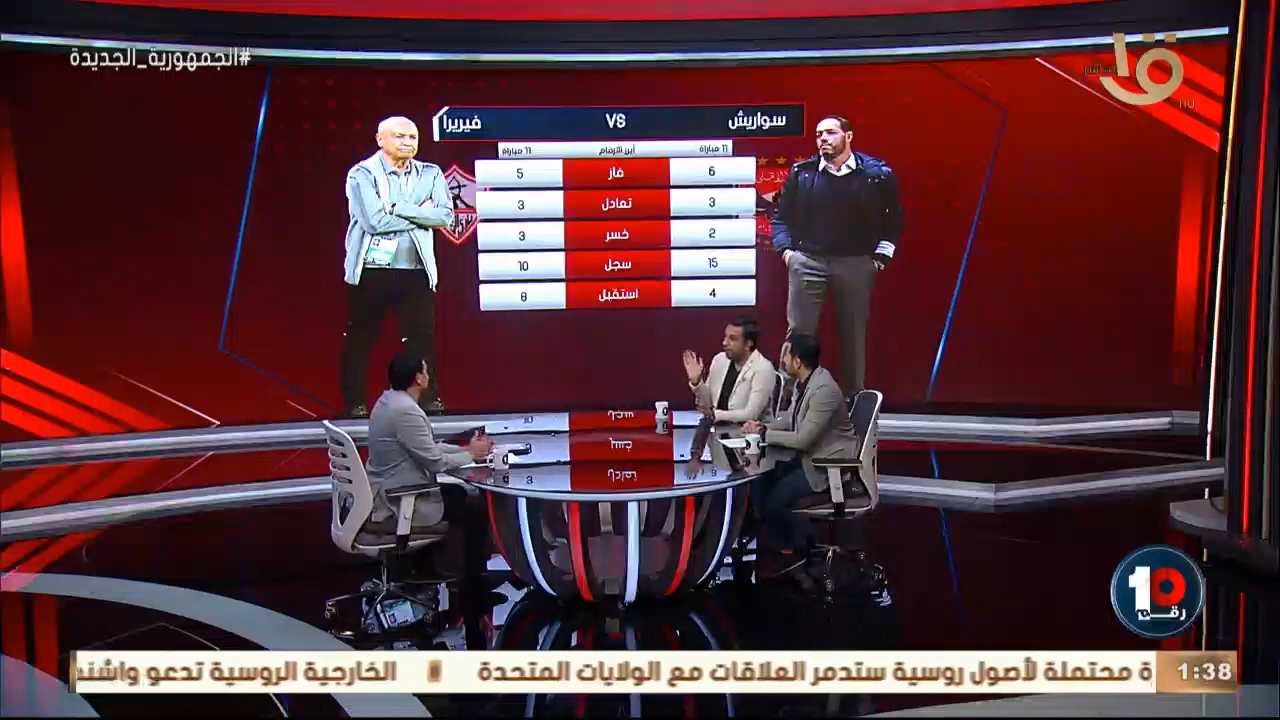 #الجمهورية_الجديدة
سواريش VS فيريرا
11 مباراة أبرز الأرقام 11 مباراة
6 فاز 5
3 تعادل 3
2 خسر 3
15 سجل 10
4 استقبل 8
رقم 10
1:38 ة محتملة لأصول روسية ستدمر العلاقات مع الولايات المتحدة الخارجية الروسية تدعو واشنط